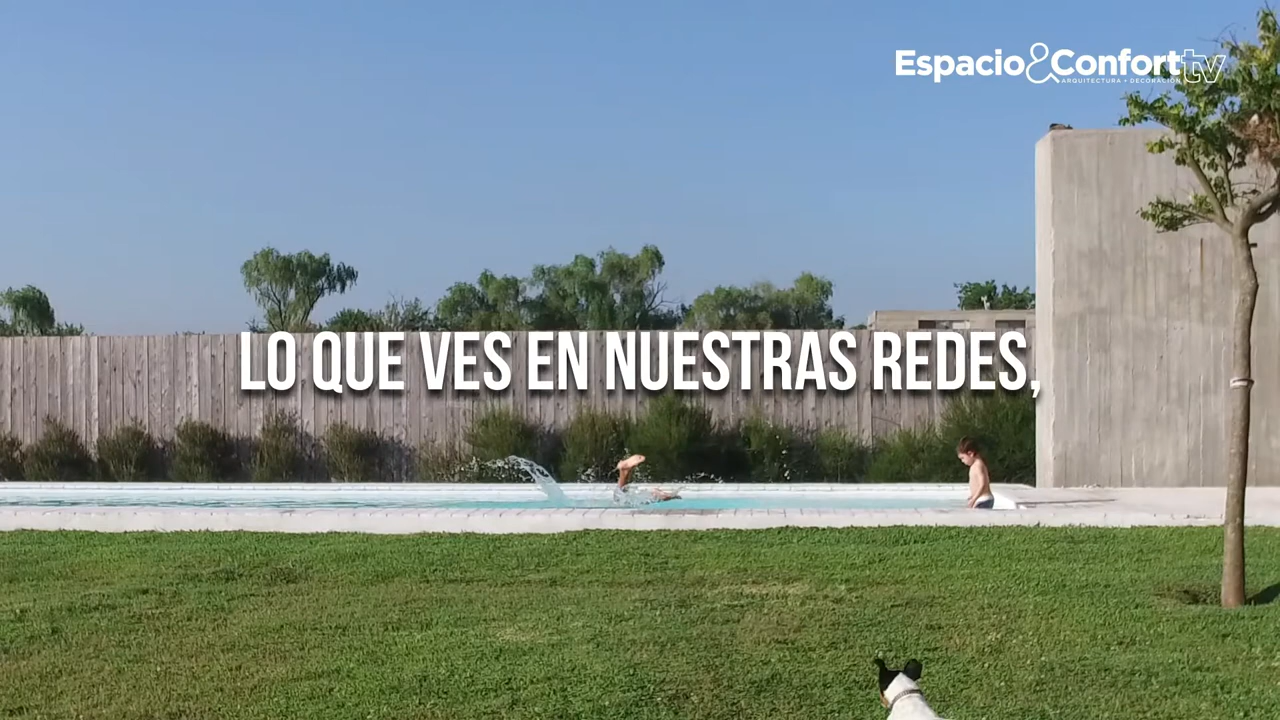 Espacio&Confort tv
ARQUITECTURA + DECORACIÓN
LO QUE VES EN NUESTRAS REDES,